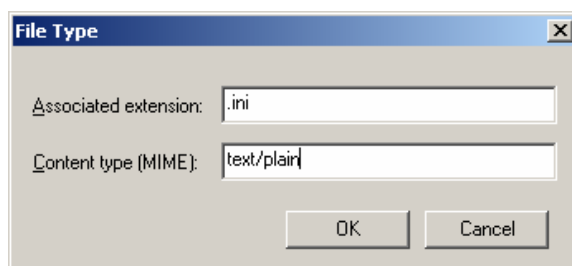 File Type
Associated extension: .ini
Content type (MIME): text/plain
OK Cancel